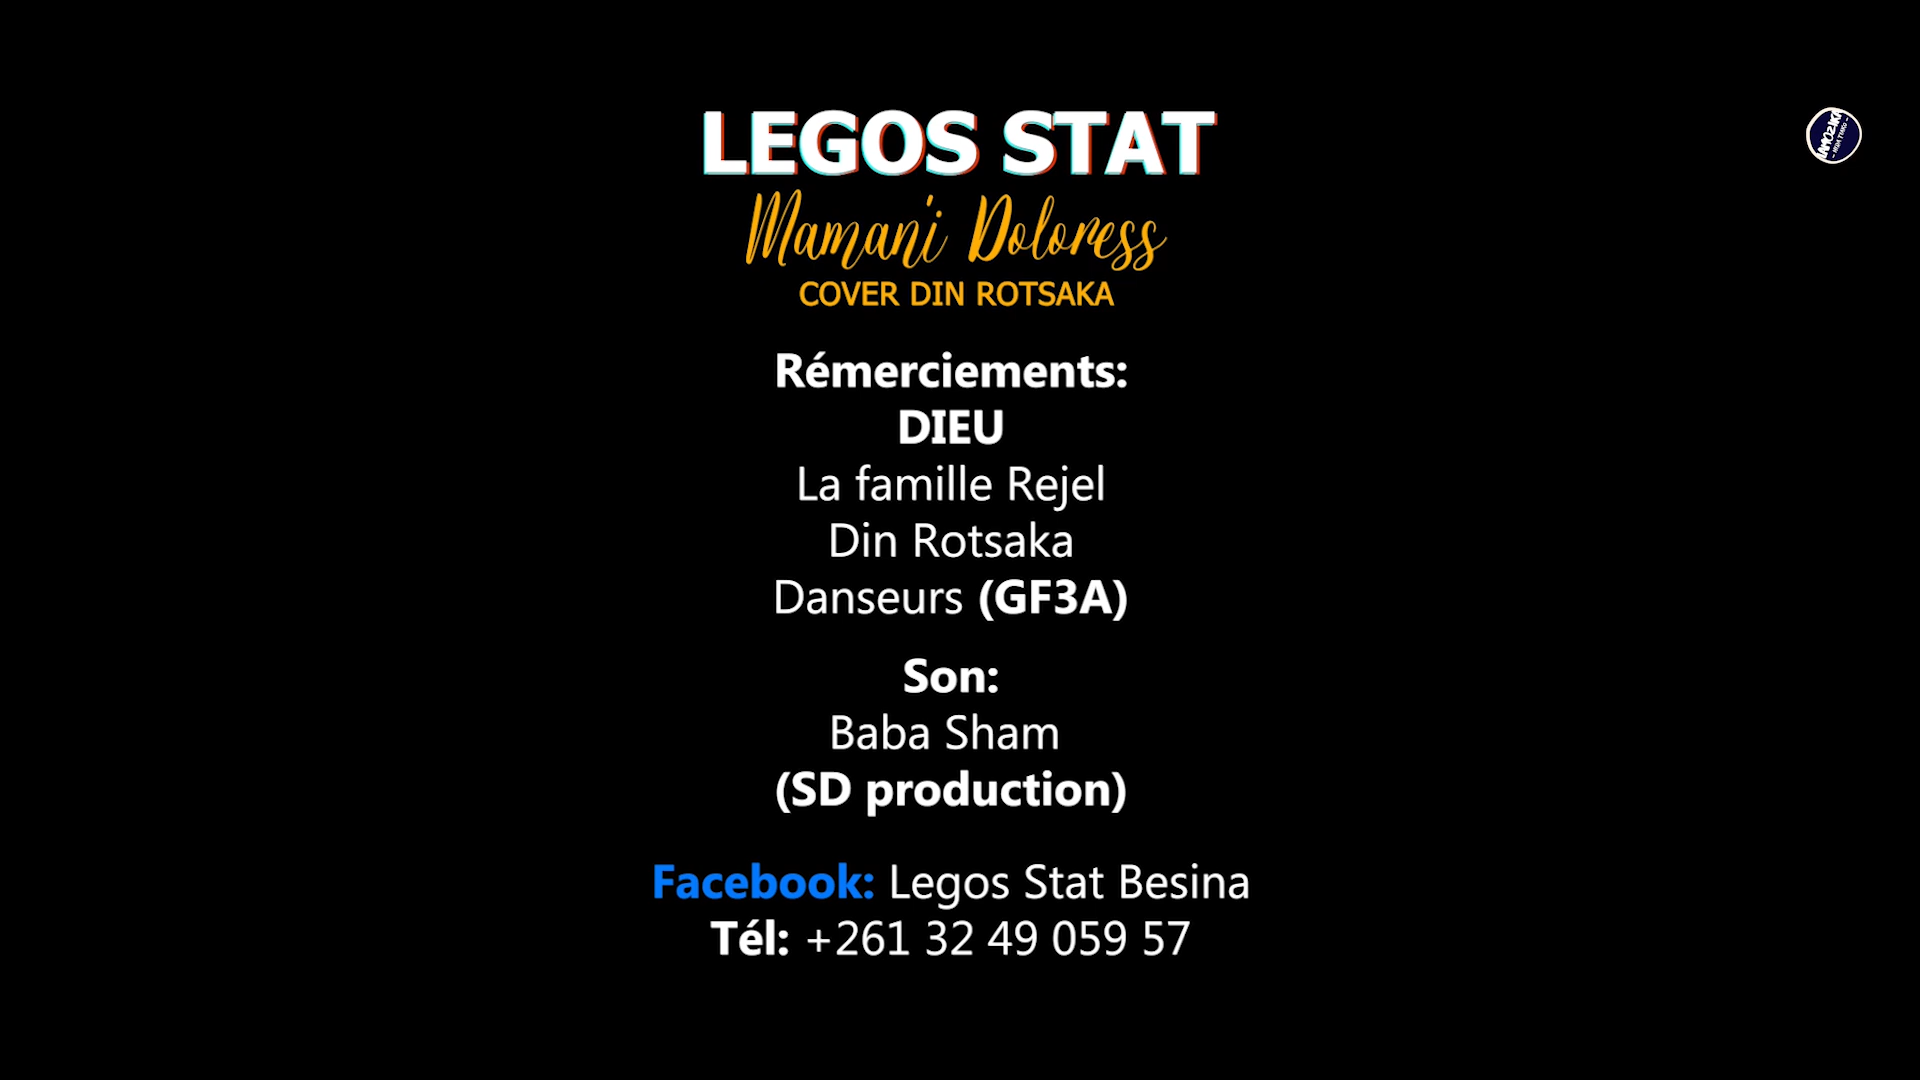 LEGOS STAT
Maman'i Doloress
COVER DIN ROTSAKA
Rémerciements:
DIEU
La famille Rejel
Din Rotsaka
Danseurs (GF3A)
Son:
Baba Sham
(SD production)
Facebook: Legos Stat Besina
Tél: +261 32 49 059 57